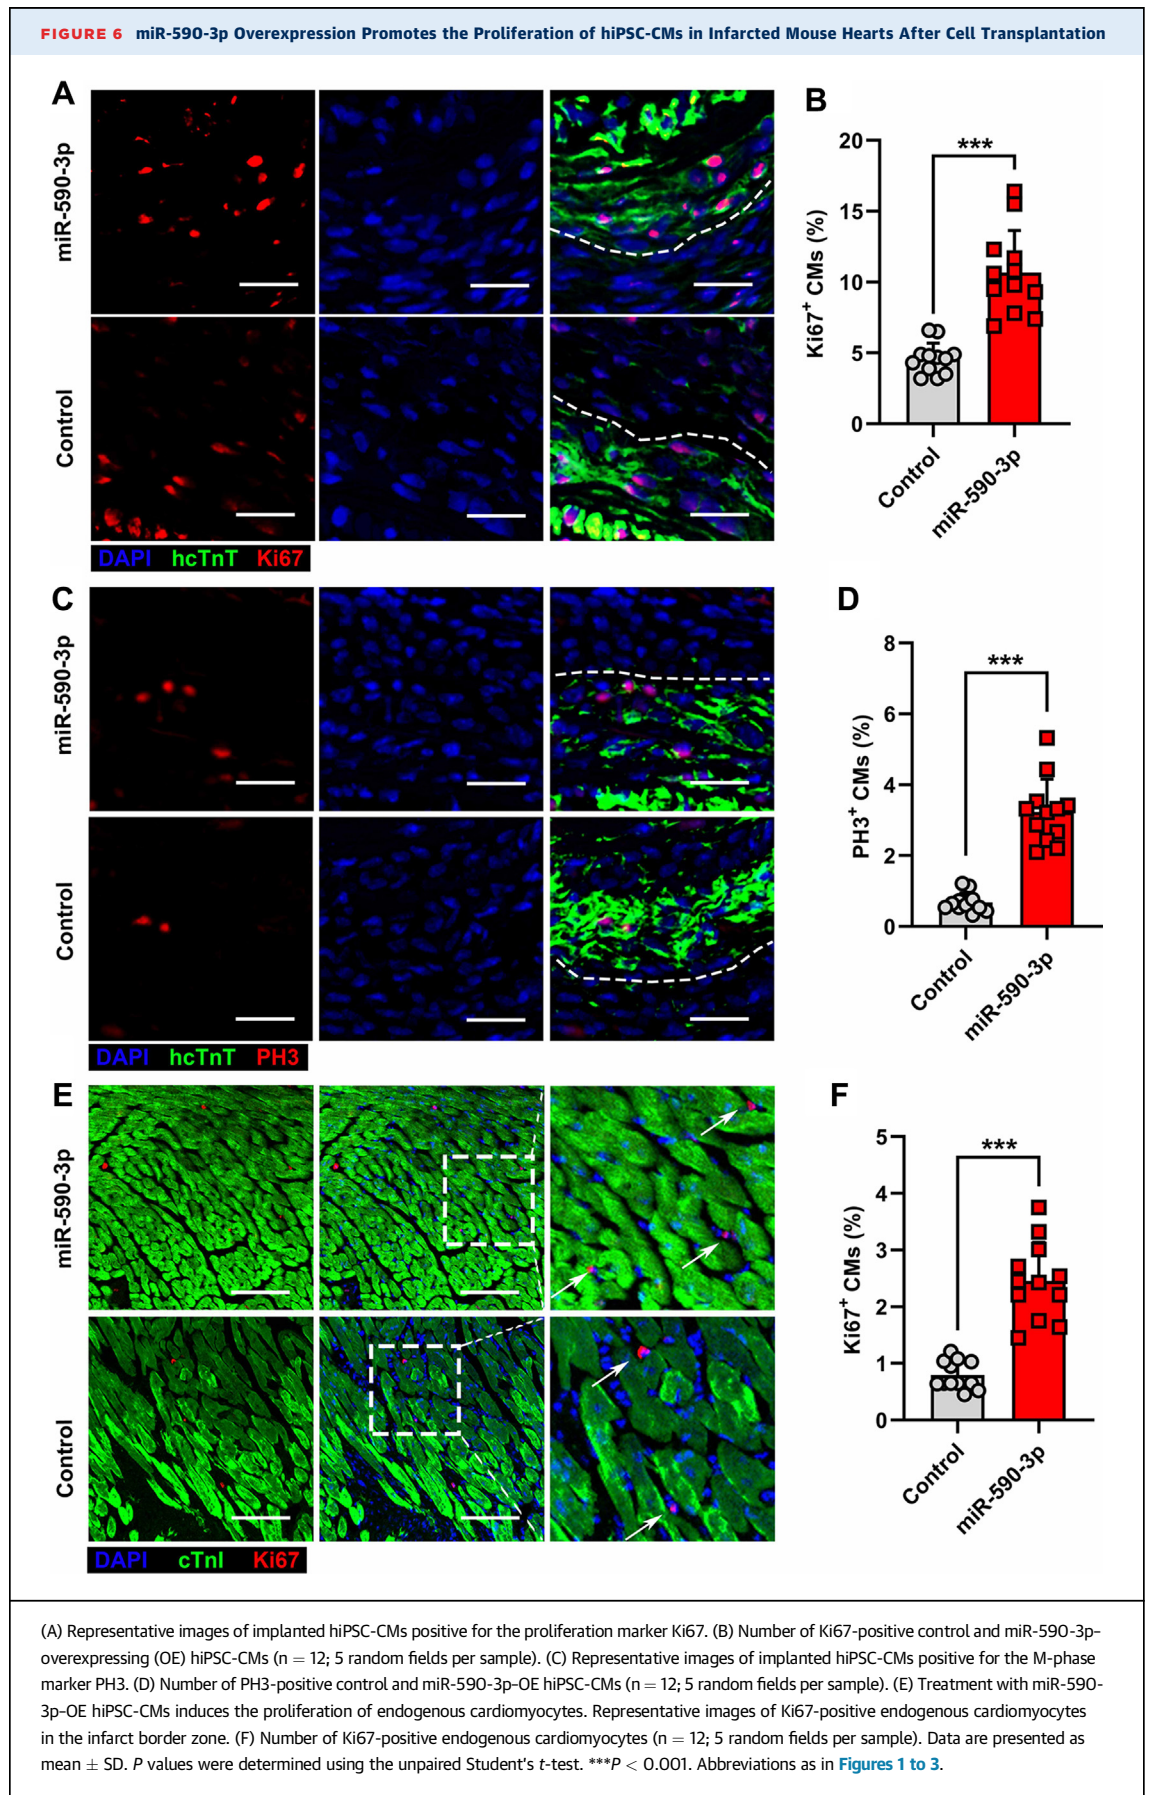 FIGURE 6 miR-590-3p Overexpression Promotes the Proliferation of hiPSC-CMs in Infarcted Mouse Hearts After Cell Transplantation
A
miR-590-3p
Control
DAPI hcTnT Ki67
B
Ki67+ CMs (%)
20
15
10
5
0
***
Control
miR-590-3p
C
miR-590-3p
Control
DAPI hcTnT PH3
D
PH3+ CMs (%)
8
6
4
2
0
***
Control
miR-590-3p
E
miR-590-3p
Control
DAPI cTnI Ki67
F
Ki67+ CMs (%)
5
4
3
2
1
0
***
Control
miR-590-3p
(A) Representative images of implanted hiPSC-CMs positive for the proliferation marker Ki67. (B) Number of Ki67-positive control and miR-590-3p–
overexpressing (OE) hiPSC-CMs (n = 12; 5 random fields per sample). (C) Representative images of implanted hiPSC-CMs positive for the M-phase
marker PH3. (D) Number of PH3-positive control and miR-590-3p-OE hiPSC-CMs (n = 12; 5 random fields per sample). (E) Treatment with miR-590-
3p-OE hiPSC-CMs induces the proliferation of endogenous cardiomyocytes. Representative images of Ki67-positive endogenous cardiomyocytes
in the infarct border zone. (F) Number of Ki67-positive endogenous cardiomyocytes (n = 12; 5 random fields per sample). Data are presented as
mean ± SD. P values were determined using the unpaired Student's t-test. ***P < 0.001. Abbreviations as in Figures 1 to 3.